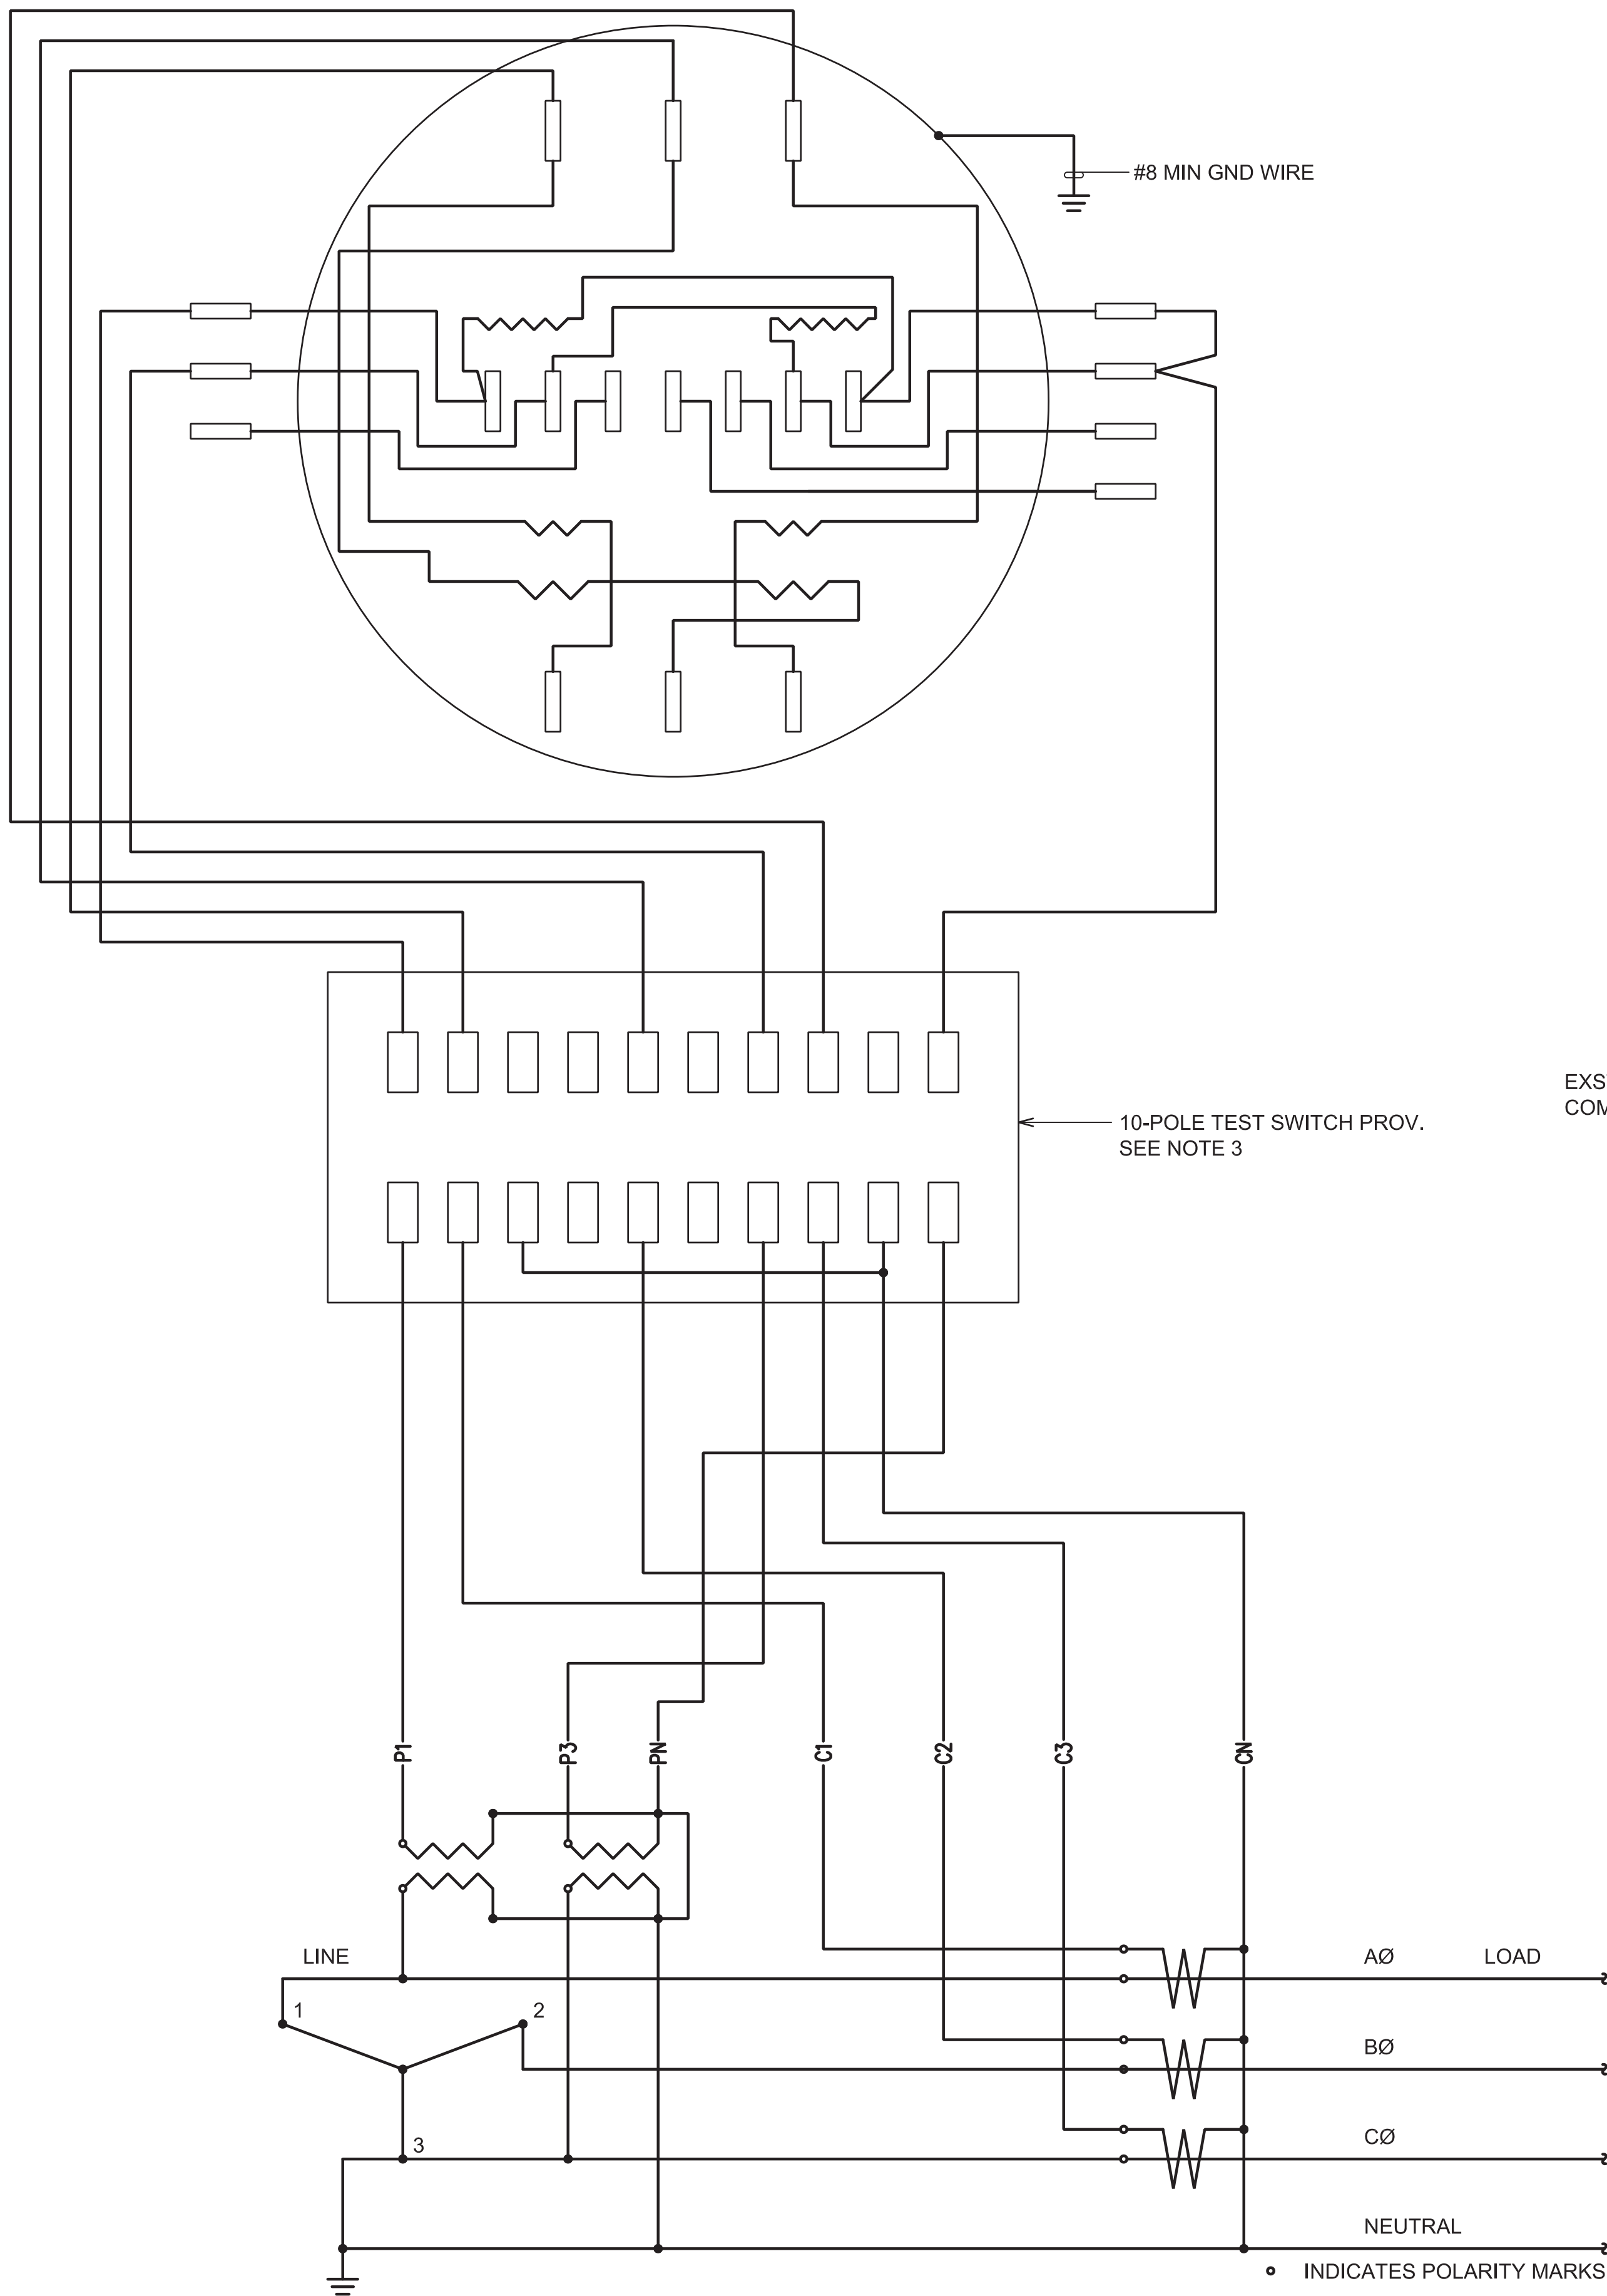 #8 MIN GND WIRE
10-POLE TEST SWITCH PROV.
SEE NOTE 3
EXS
COM
P1
P3
PN
C1
C2
C3
CN
LINE
AØ
LOAD
1
2
BØ
3
CØ
NEUTRAL
INDICATES POLARITY MARKS